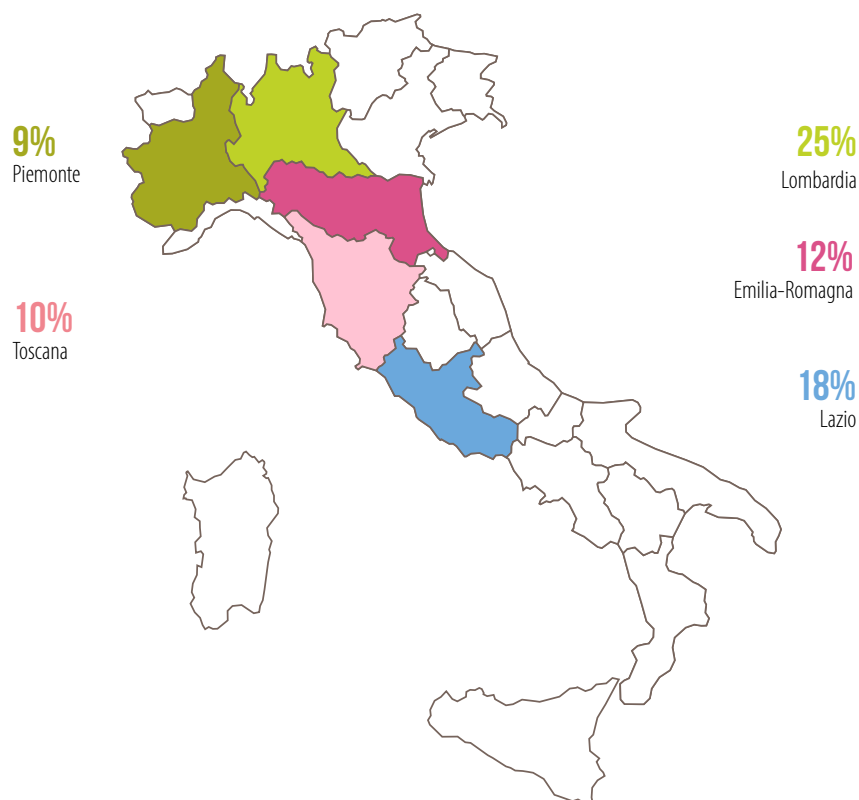 9%
Piemonte
10%
Toscana
25%
Lombardia
12%
Emilia-Romagna
18%
Lazio